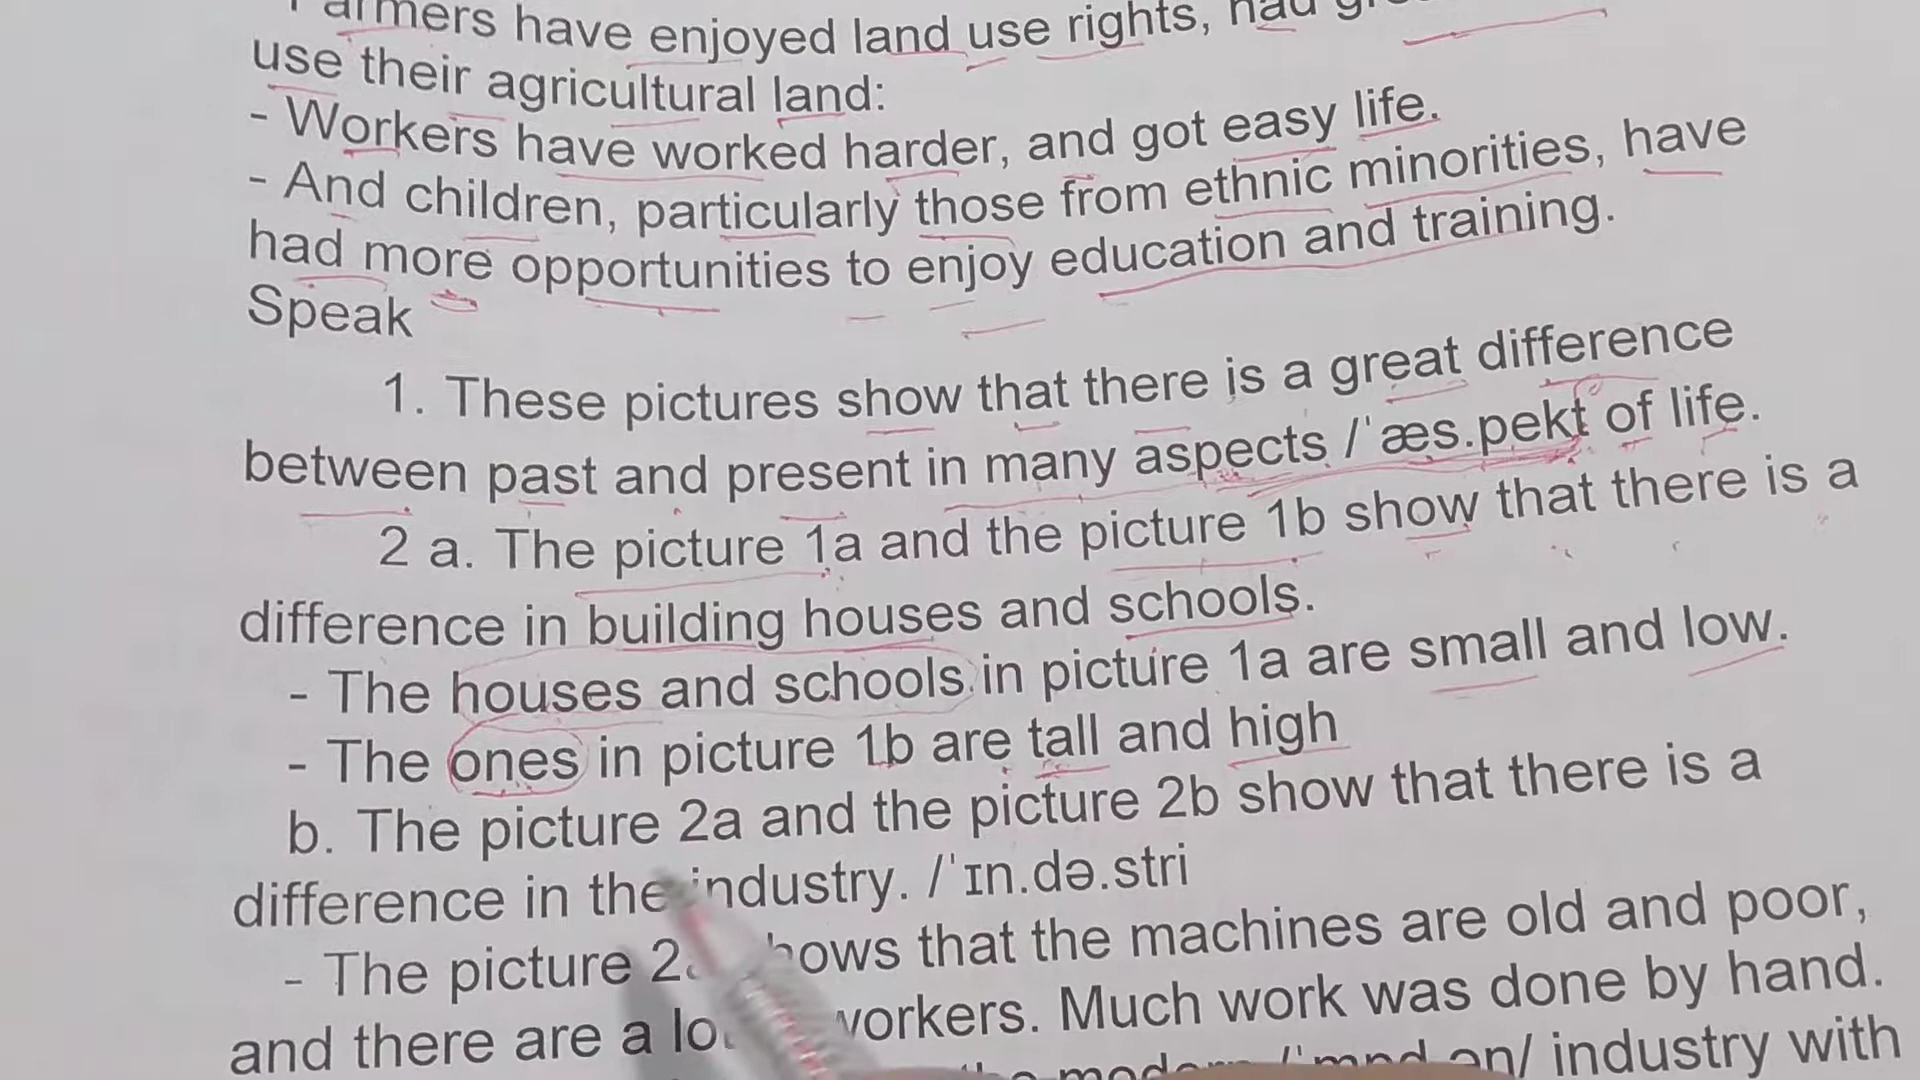 Farmers have enjoyed land use rights, had
use their agricultural land:
- Workers have worked harder, and got easy life.
- And children, particularly those from ethnic minorities, have
had more opportunities to enjoy education and training.
Speak
1. These pictures show that there is a great difference
between past and present in many aspects /ˈæs.pekt of life.
2 a. The picture 1a and the picture 1b show that there is a
difference in building houses and schools.
- The houses and schools in picture 1a are small and low.
- The ones in picture 1b are tall and high
b. The picture 2a and the picture 2b show that there is a
difference in the industry. /ˈɪn.də.stri
- The picture shows that the machines are old and poor,
and there are a workers. Much work was done by hand.
industry with